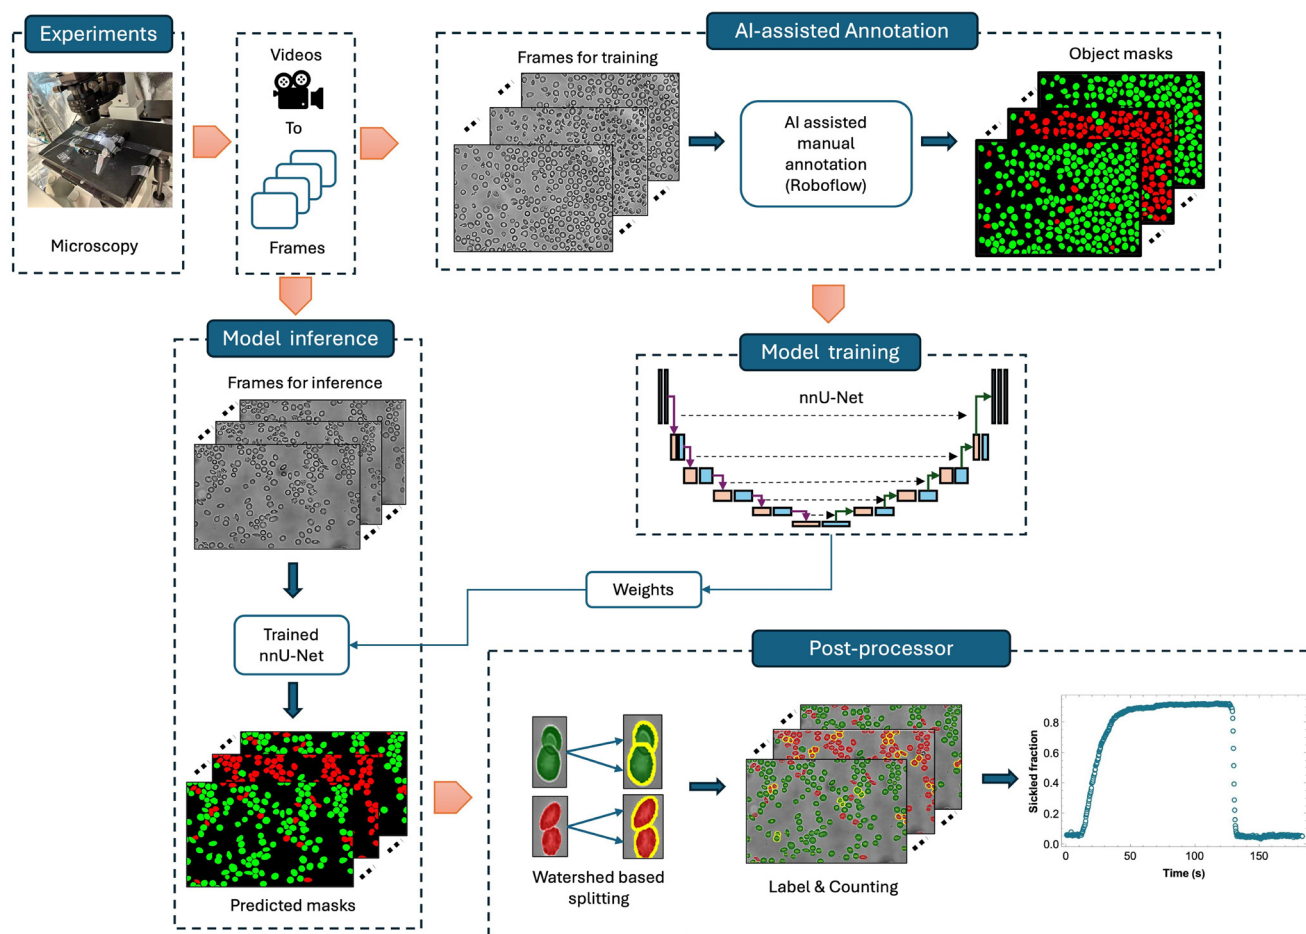 Experiments
Microscopy
Videos
To
Frames
AI-assisted Annotation
Frames for training
AI assisted
manual
annotation
(Roboflow)
Object masks
Model inference
Frames for inference
Trained
nnU-Net
Predicted masks
Model training
nnU-Net
Weights
Post-processor
Watershed based
splitting
Label & Counting
Sickled fraction
0.8
0.6
0.4
0.2
0.0
0 50 100 150
Time (s)